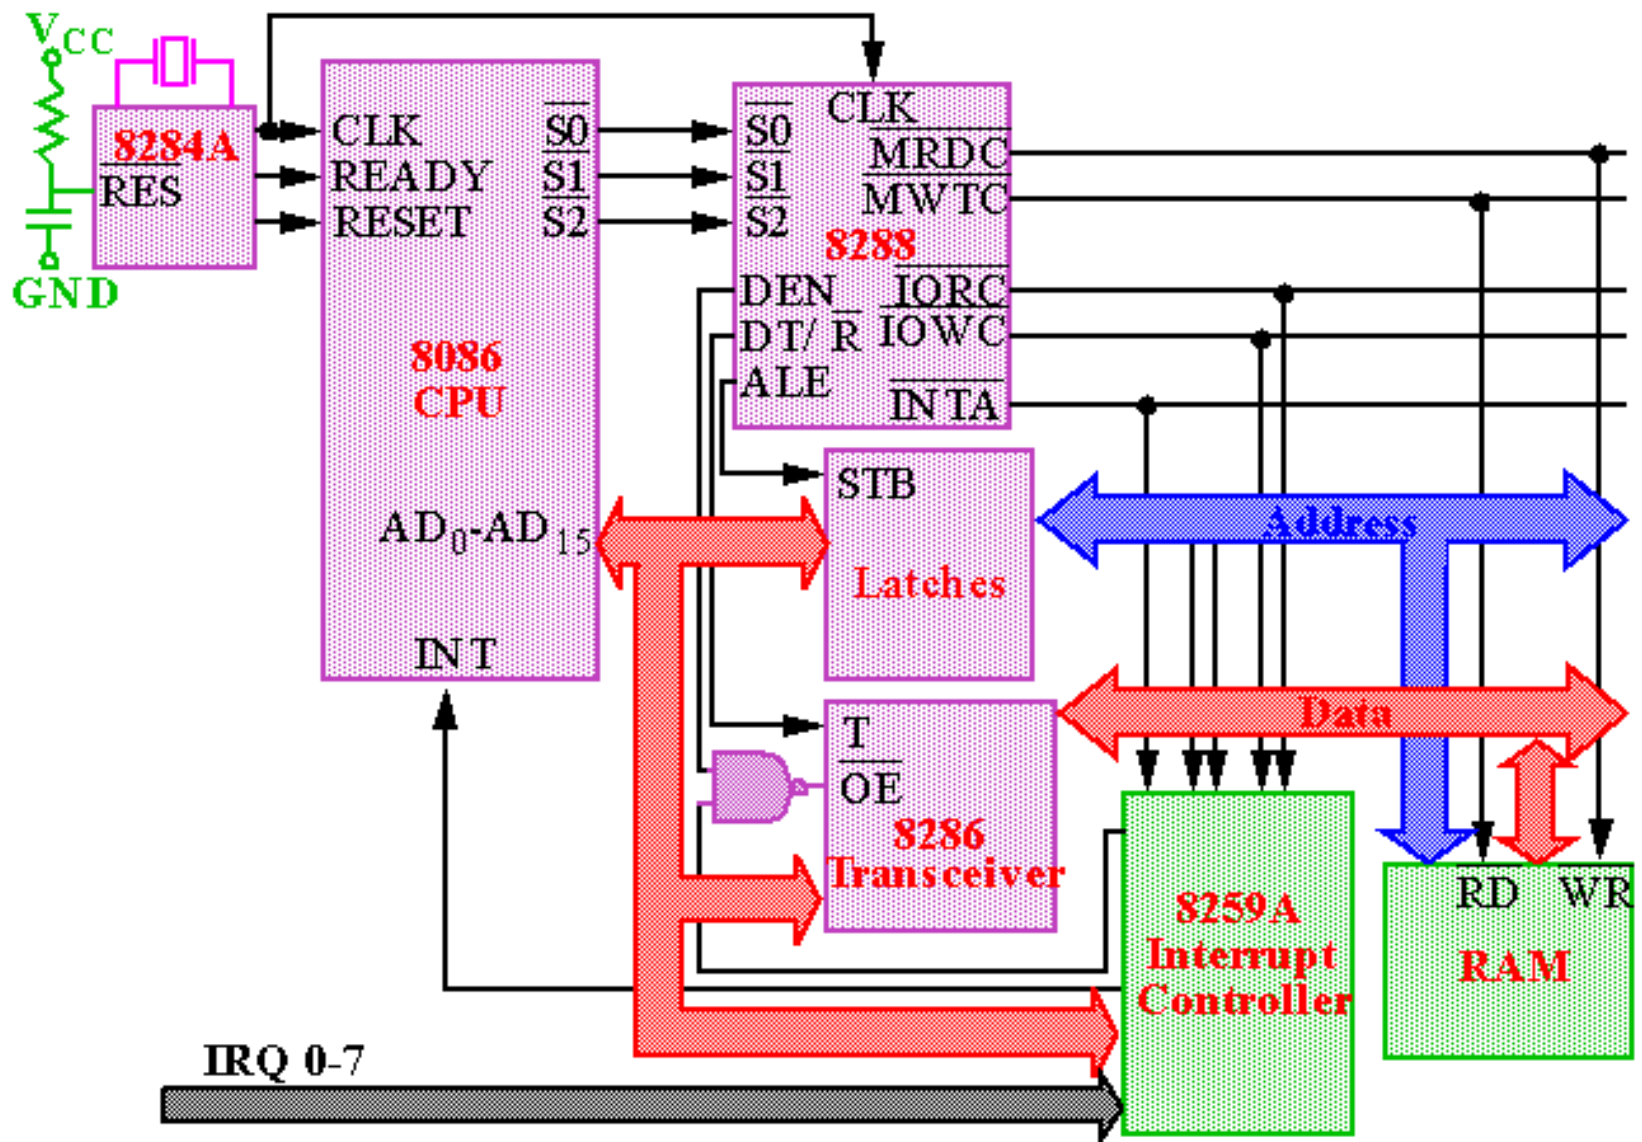 VCC
8284A
RES
GND
CLK
READY
RESET
S0
S1
S2
8086
CPU
AD0-AD15
INT
CLK
S0
S1
S2
MRDC
MWTC
8288
DEN
DT/ R
ALE
IORC
IOWC
INTA
STB
Latches
Address
Data
T
OE
8286
Transceiver
8259A
Interrupt
Controller
RD
WR
RAM
IRQ 0-7